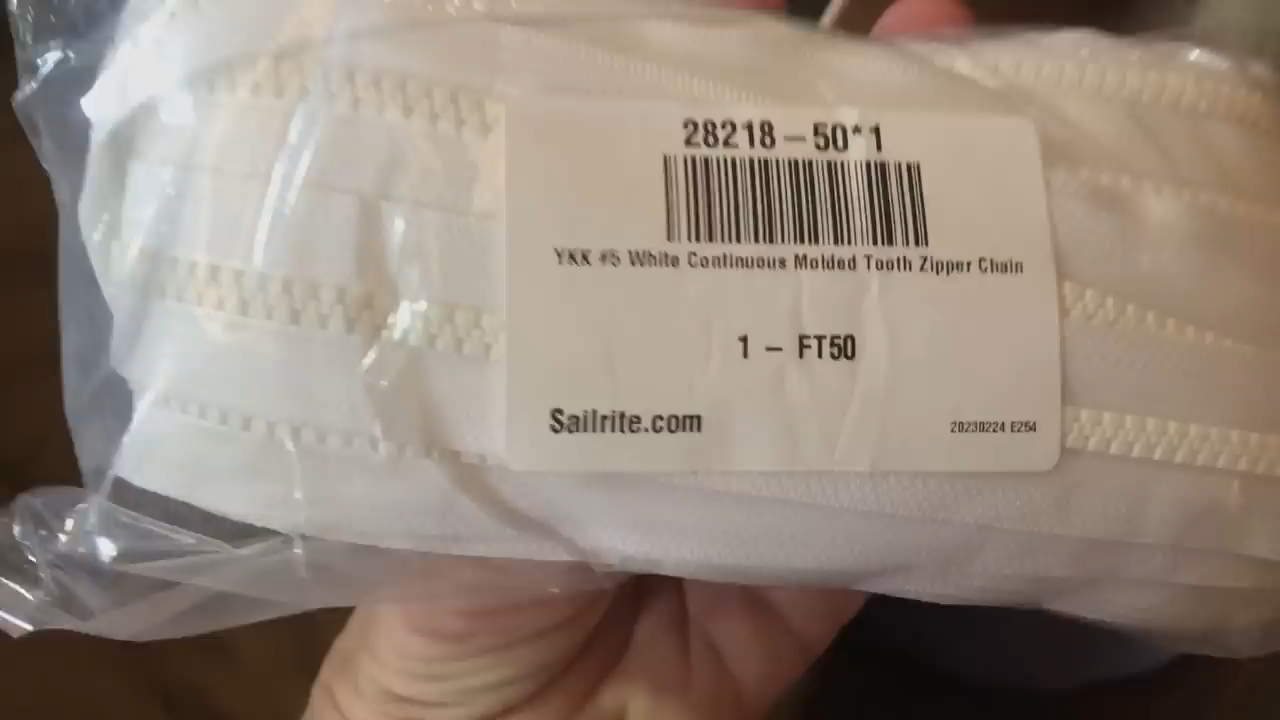 28218-50*1
YKK #5 White Continuous Molded Tooth Zipper Chain
1 - FT50
Sailrite.com
20230224 E254